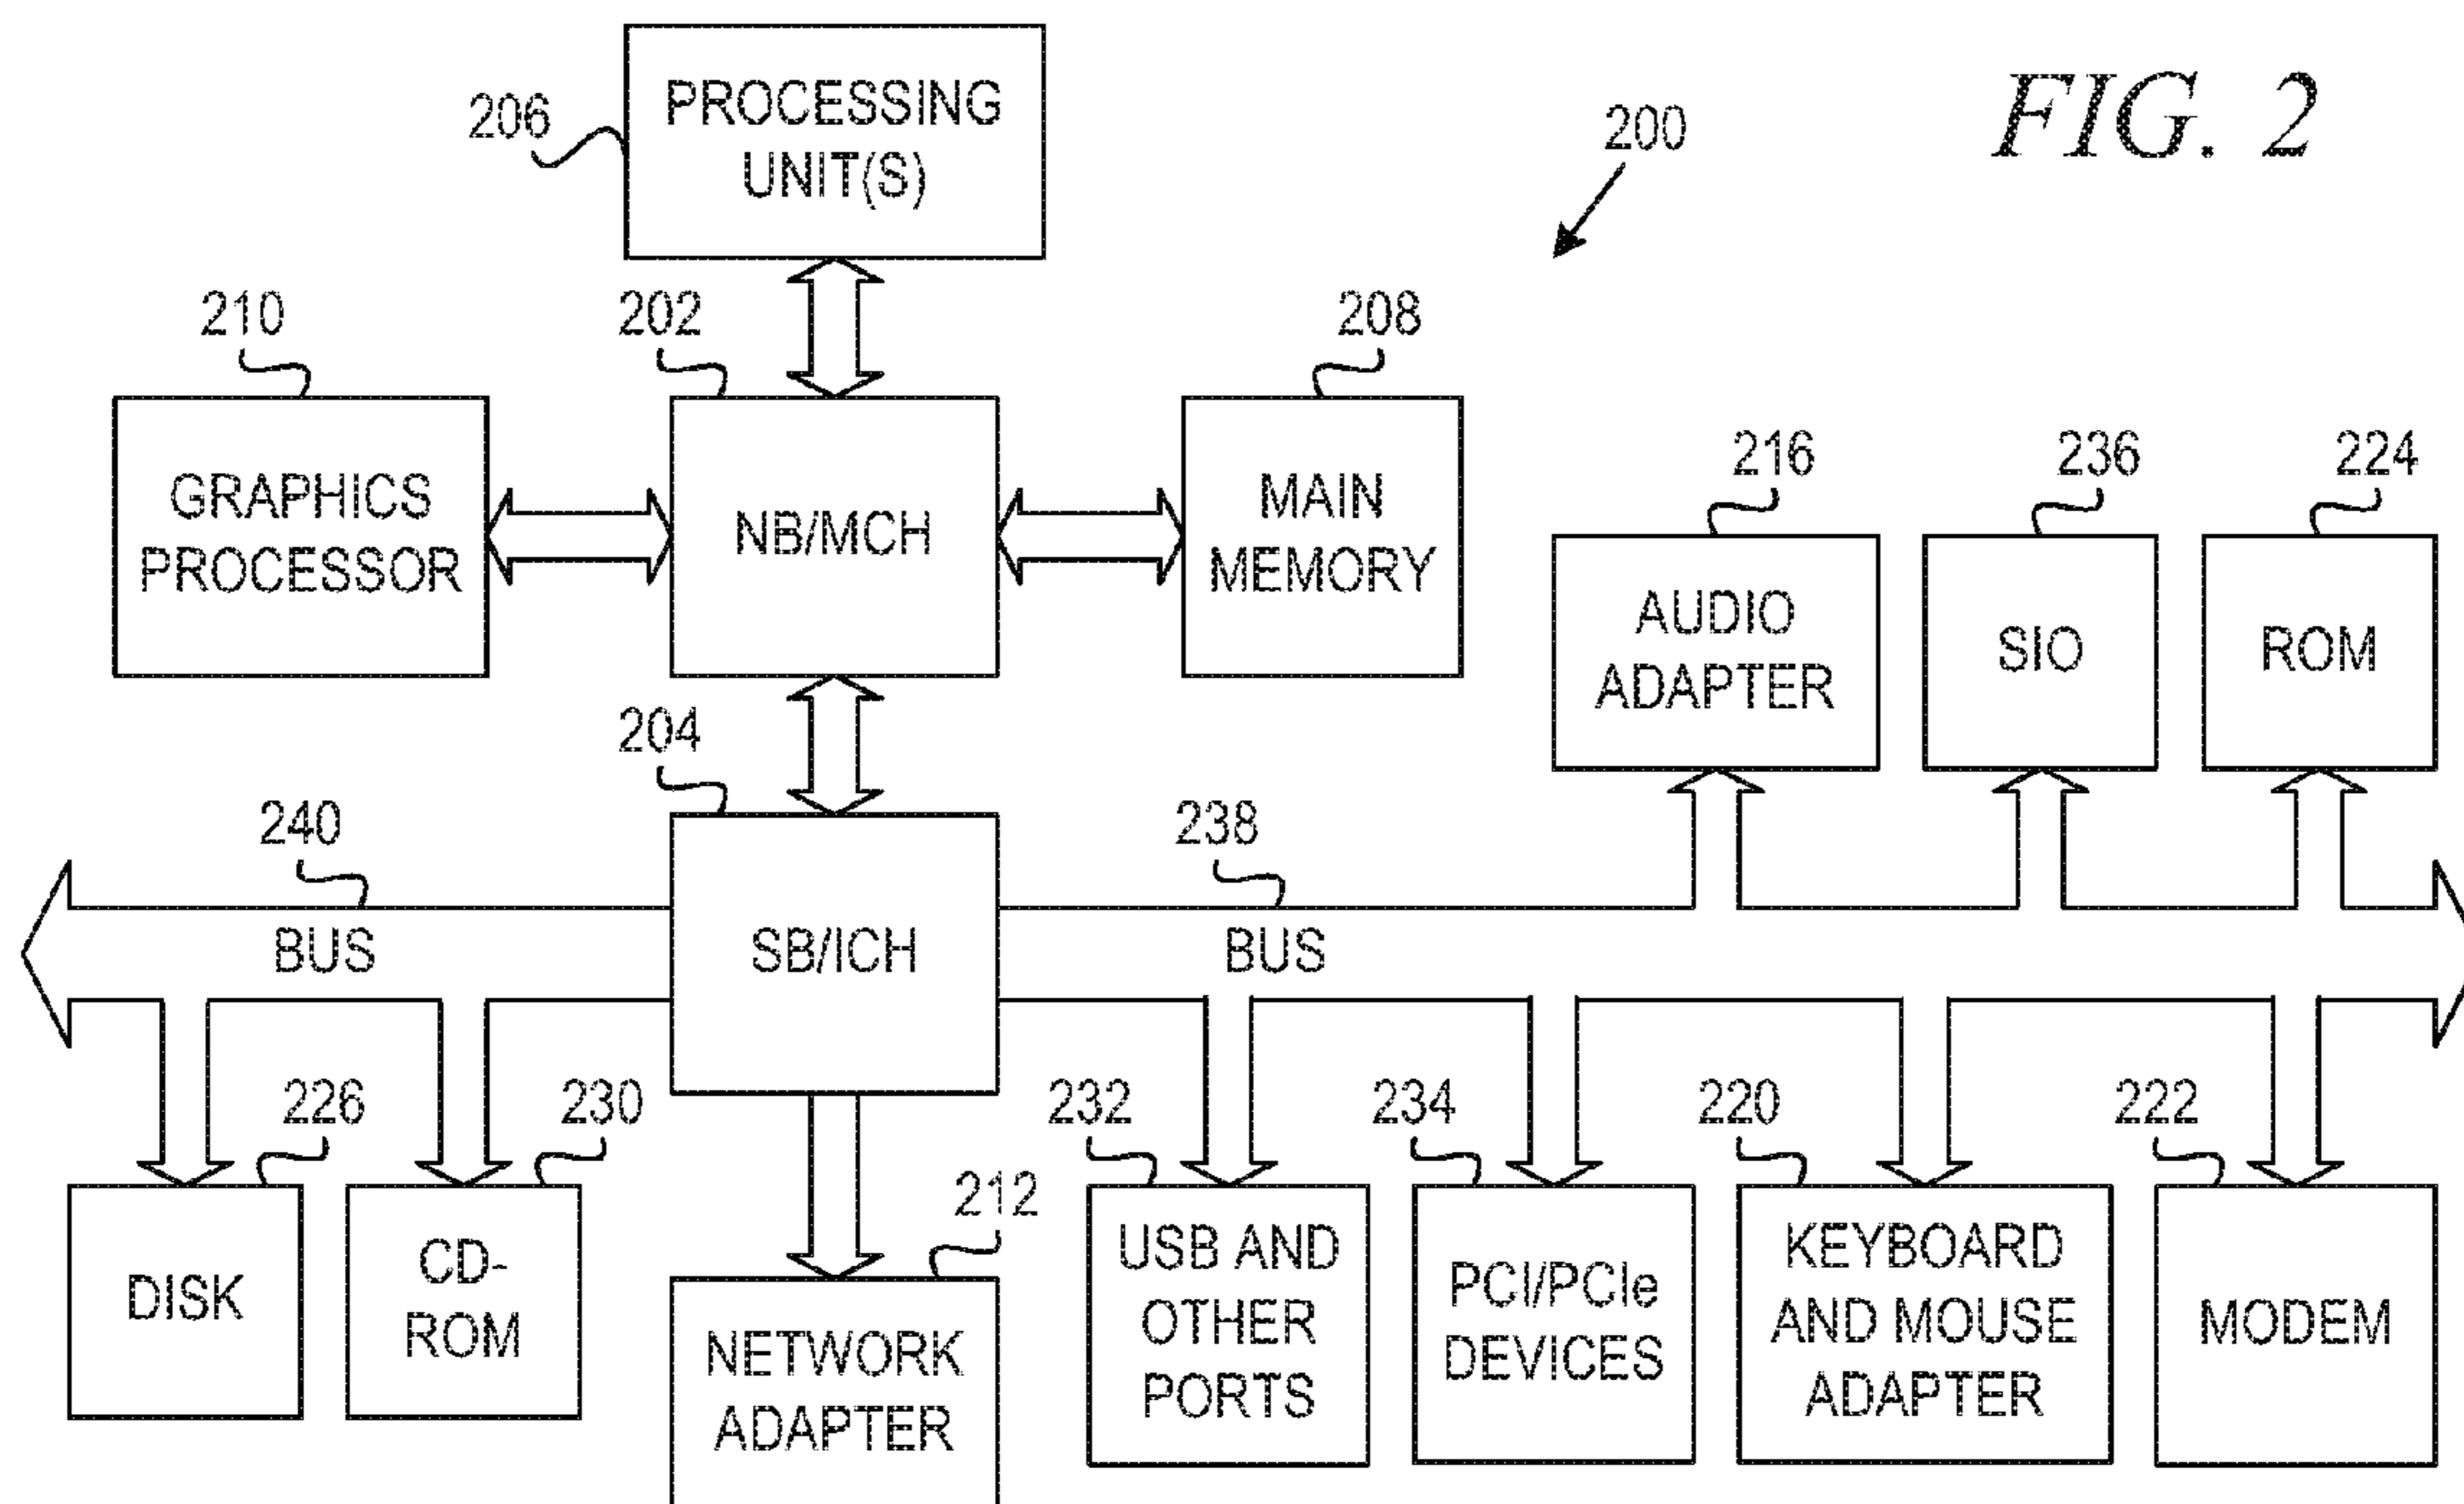 FIG. 2
200
206
PROCESSING
UNIT(S)
210
202
208
GRAPHICS
PROCESSOR
NB/MCH
MAIN
MEMORY
216
236
224
AUDIO
ADAPTER
SIO
ROM
204
240
238
BUS
SB/ICH
BUS
226
230
212
232
234
220
222
DISK
CD-
ROM
NETWORK
ADAPTER
USB AND
OTHER
PORTS
PCI/PCIe
DEVICES
KEYBOARD
AND MOUSE
ADAPTER
MODEM